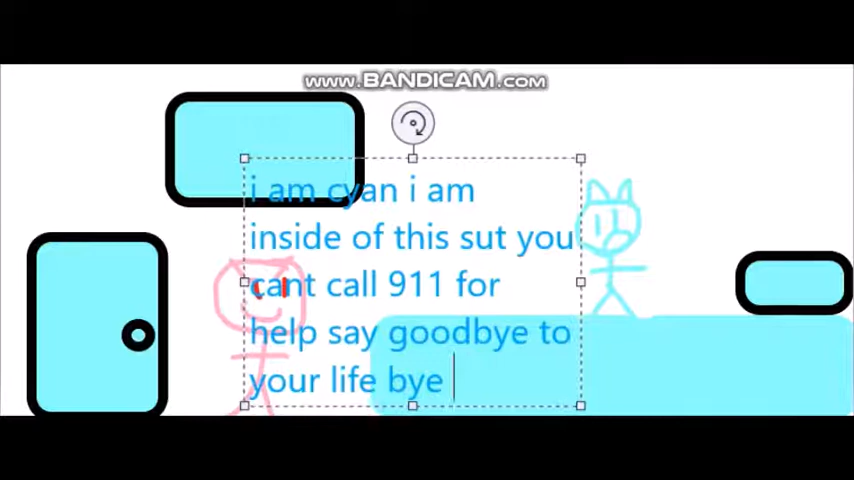 www.BANDICAM.com
i am cyan i am
inside of this sut you
cant call 911 for
help say goodbye to
your life bye